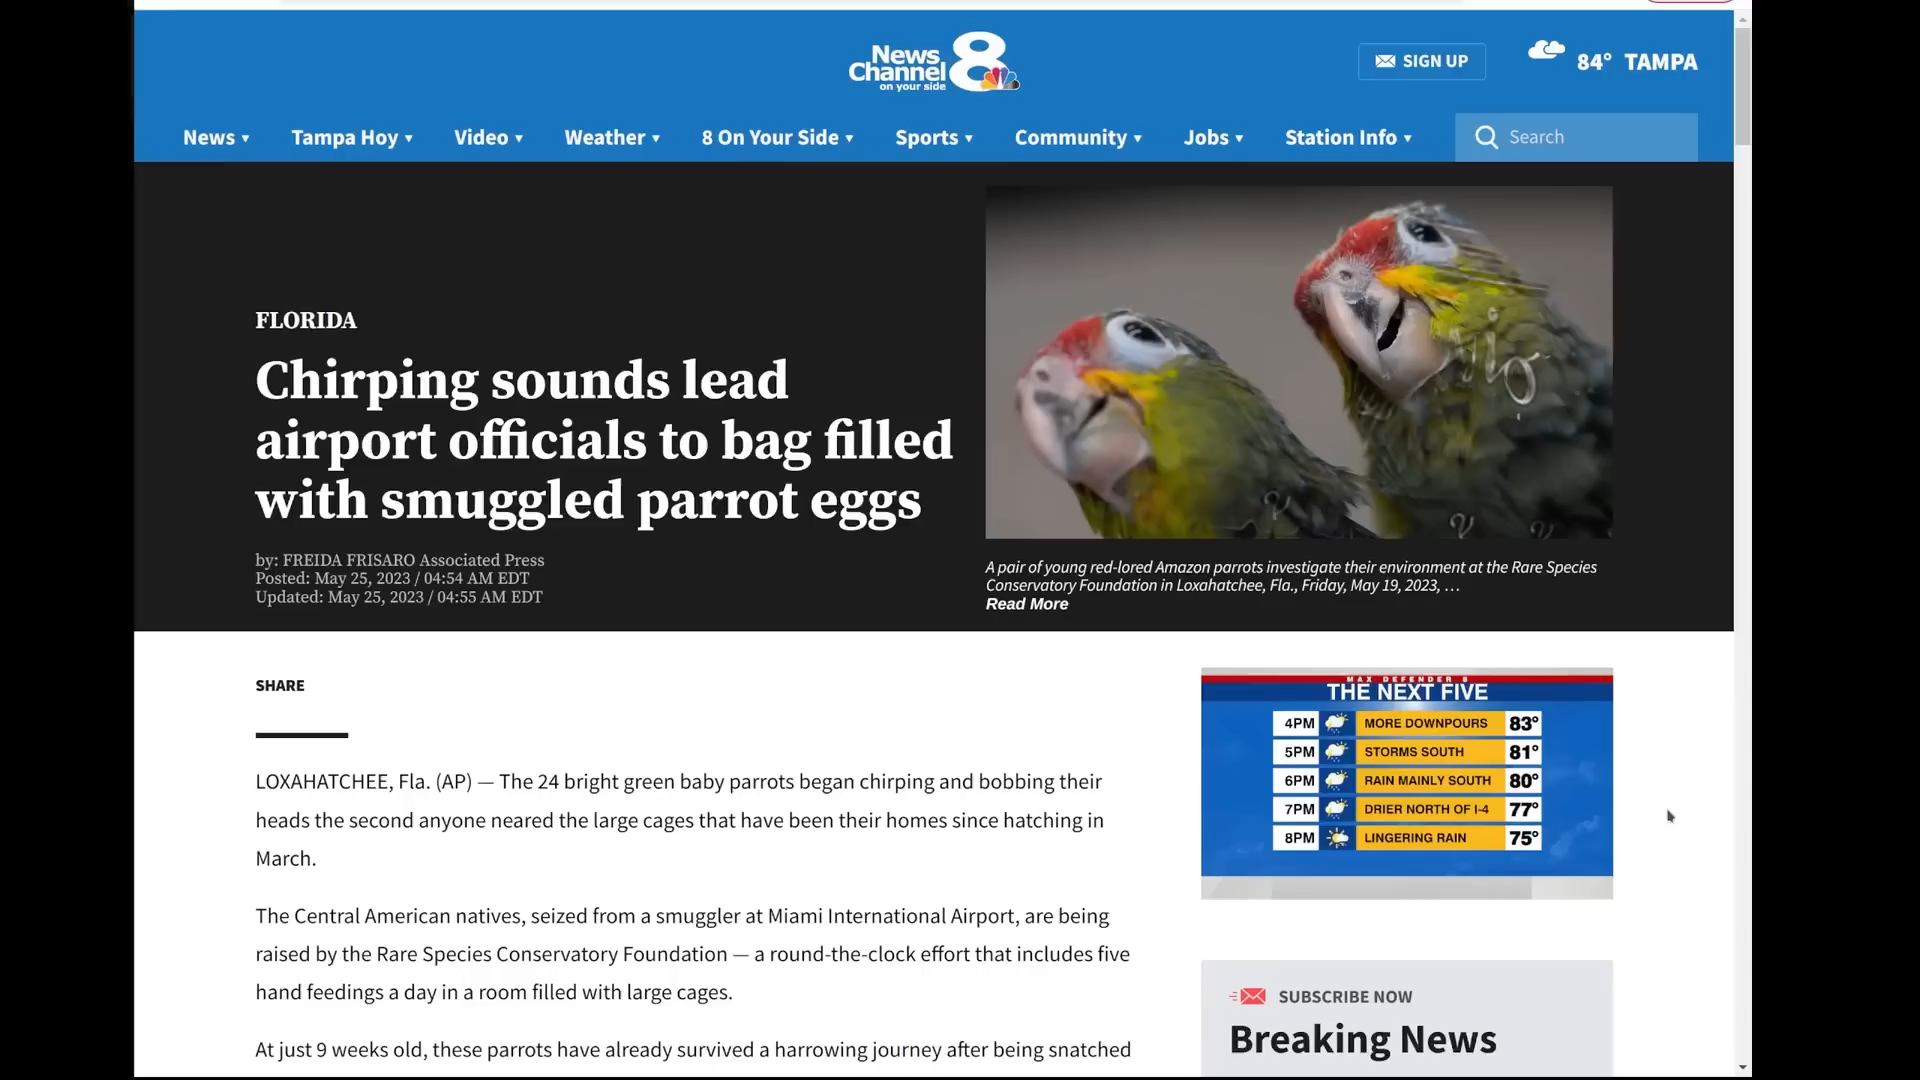 News
Channel 8
on your side
SIGN UP
84° TAMPA
News
Tampa Hoy
Video
Weather
8 On Your Side
Sports
Community
Jobs
Station Info
Search
FLORIDA
Chirping sounds lead
airport officials to bag filled
with smuggled parrot eggs
by: FREIDA FRISARO Associated Press
Posted: May 25, 2023 / 04:54 AM EDT
Updated: May 25, 2023 / 04:55 AM EDT
A pair of young red-lored Amazon parrots investigate their environment at the Rare Species
Conservatory Foundation in Loxahatchee, Fla., Friday, May 19, 2023, …
Read More
SHARE
LOXAHATCHEE, Fla. (AP) — The 24 bright green baby parrots began chirping and bobbing their
heads the second anyone neared the large cages that have been their homes since hatching in
March.
The Central American natives, seized from a smuggler at Miami International Airport, are being
raised by the Rare Species Conservatory Foundation — a round-the-clock effort that includes five
hand feedings a day in a room filled with large cages.
At just 9 weeks old, these parrots have already survived a harrowing journey after being snatched
MAX DEFENDER 8
THE NEXT FIVE
4PM MORE DOWNPOURS 83°
5PM STORMS SOUTH 81°
6PM RAIN MAINLY SOUTH 80°
7PM DRIER NORTH OF I-4 77°
8PM LINGERING RAIN 75°
SUBSCRIBE NOW
Breaking News